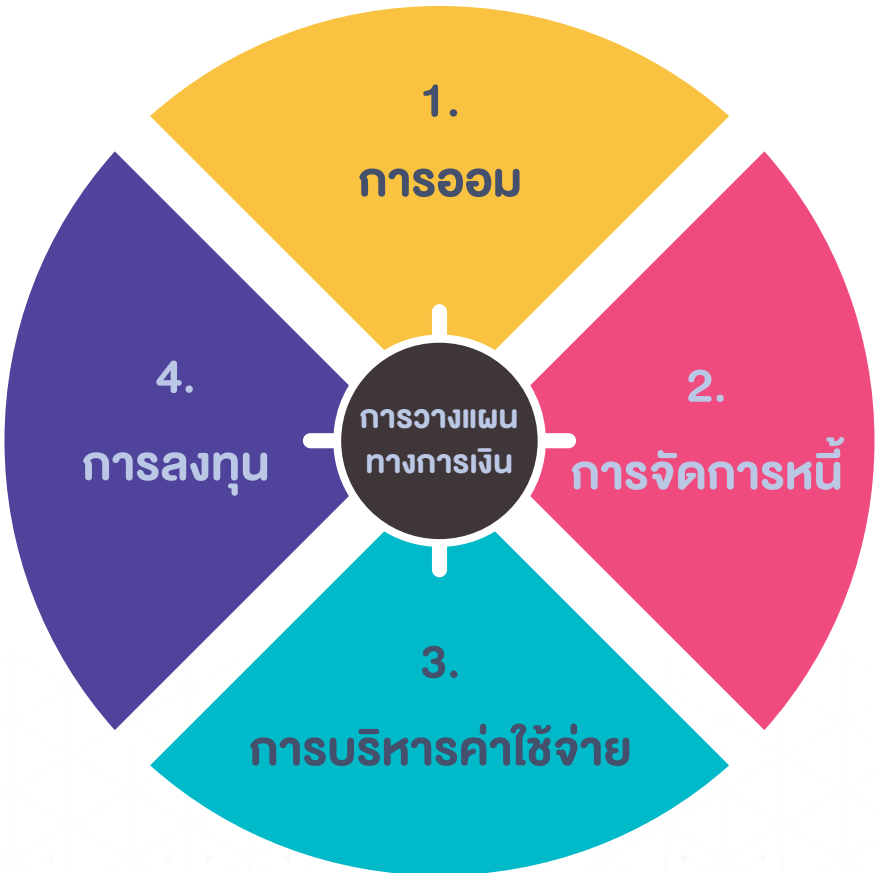 1.
การออม
2.
การจัดการหนี้
3.
การบริหารค่าใช้จ่าย
4.
การลงทุน
การวางแผน
ทางการเงิน